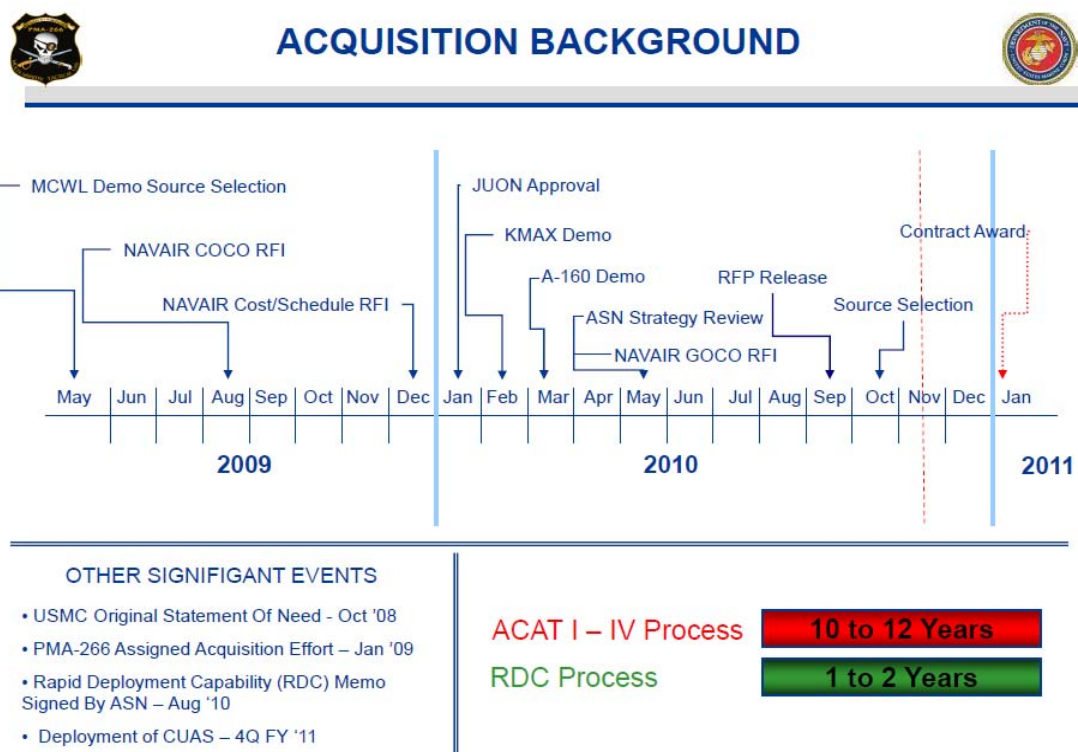 PMA-266
ACQUISITION BACKGROUND
MCWL Demo Source Selection
NAVAIR COCO RFI
NAVAIR Cost/Schedule RFI
JUON Approval
KMAX Demo
A-160 Demo
ASN Strategy Review
NAVAIR GOCO RFI
RFP Release
Source Selection
Contract Award
May Jun Jul Aug Sep Oct Nov Dec Jan Feb Mar Apr May Jun Jul Aug Sep Oct Nov Dec Jan
2009 2010 2011
OTHER SIGNIFIGANT EVENTS
• USMC Original Statement Of Need - Oct '08
• PMA-266 Assigned Acquisition Effort – Jan '09
• Rapid Deployment Capability (RDC) Memo
Signed By ASN – Aug ‘10
• Deployment of CUAS – 4Q FY ‘11
ACAT I – IV Process 10 to 12 Years
RDC Process 1 to 2 Years